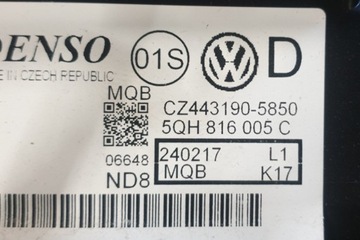 DENSO 01S D
E IN CZECH REPUBLIC
MQB CZ443190-5850
5QH 816 005 C
06648 240217 L1
ND8 MQB K17